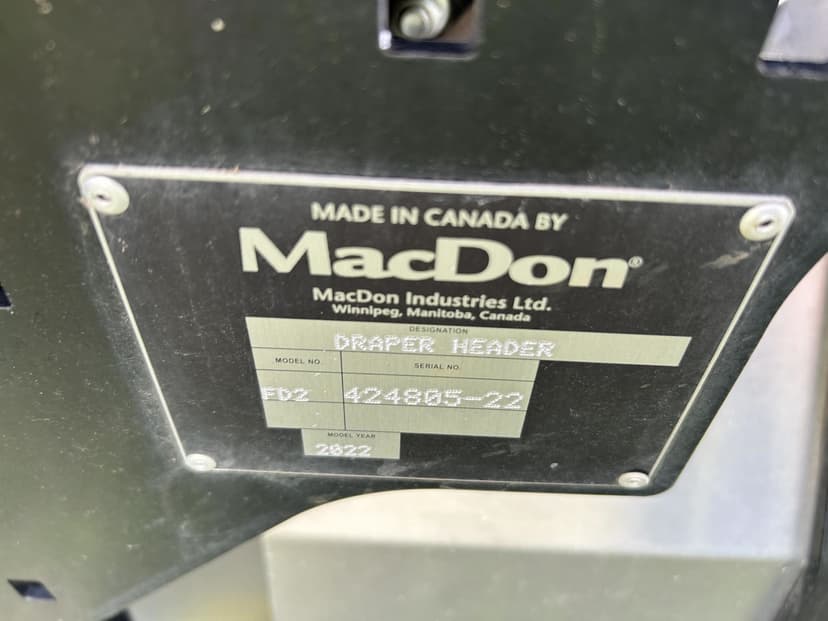 MADE IN CANADA BY
MacDon®
MacDon Industries Ltd.
Winnipeg, Manitoba, Canada
DESIGNATION
DRAPER HEADER
MODEL NO.
SERIAL NO.
FD2
424805-22
MODEL YEAR
2022